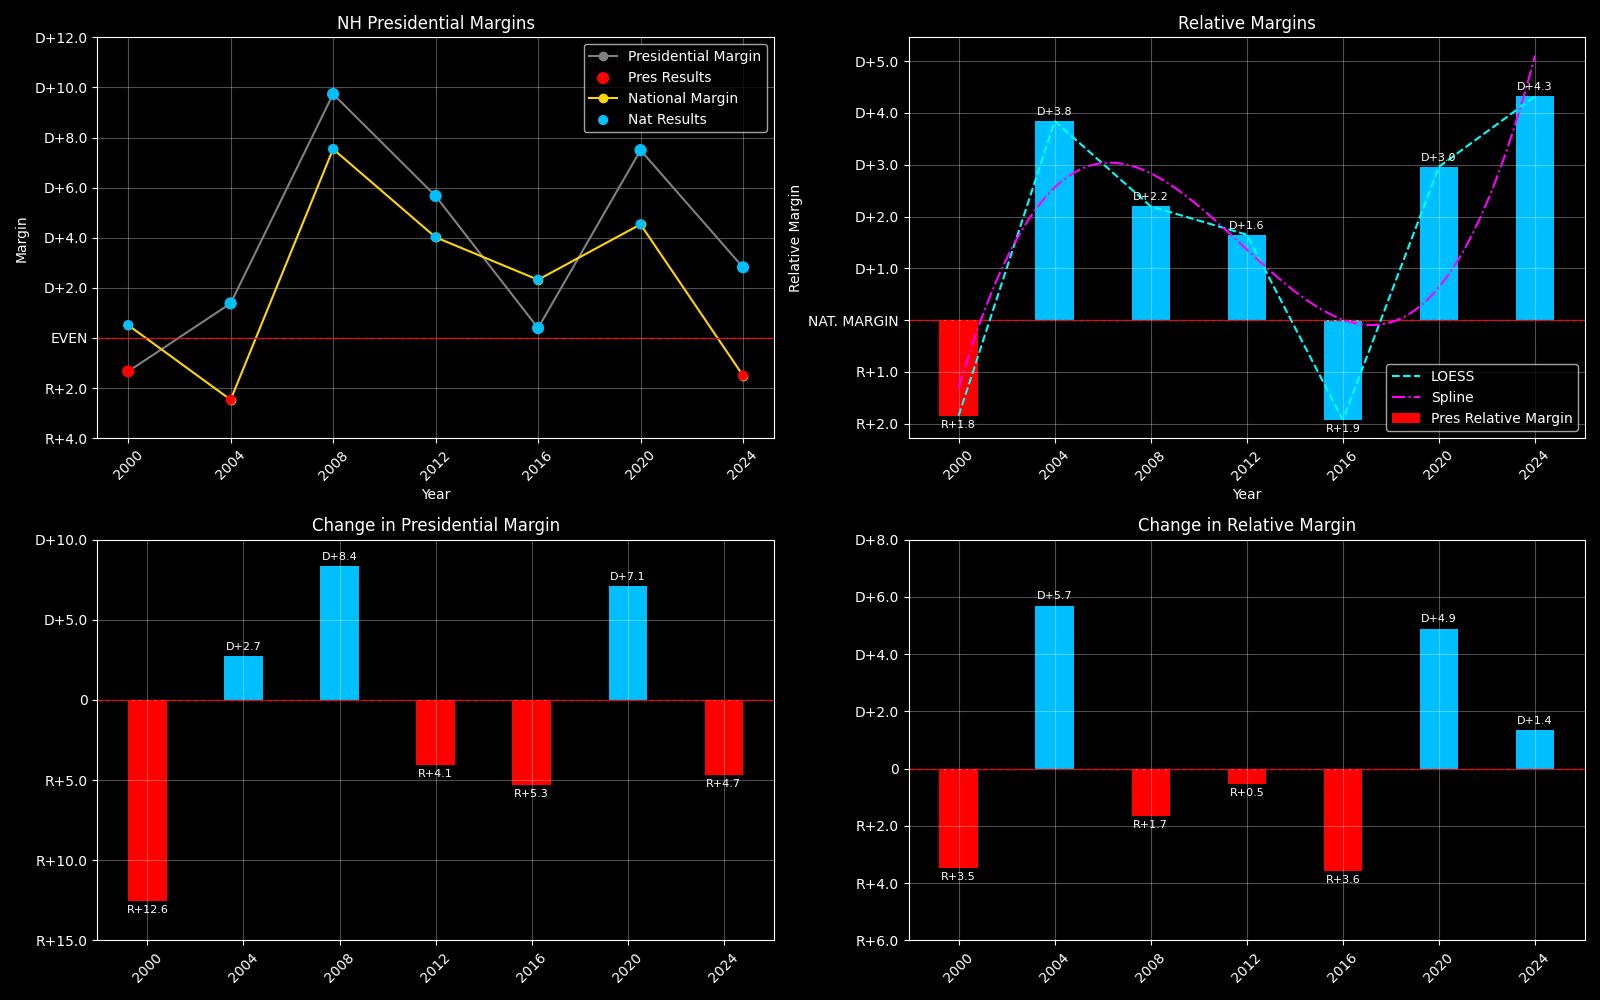 NH Presidential Margins
D+12.0
D+10.0
D+8.0
D+6.0
D+4.0
D+2.0
EVEN
R+2.0
R+4.0
Margin
Presidential Margin
Pres Results
National Margin
Nat Results
2000
2004
2008
2012
2016
2020
2024
Year
Relative Margins
D+5.0
D+4.0
D+3.0
D+2.0
D+1.0
NAT. MARGIN
R+1.0
R+2.0
Relative Margin
R+1.8
D+3.8
D+2.2
D+1.6
R+1.9
D+3.0
D+4.3
LOESS
Spline
Pres Relative Margin
2000
2004
2008
2012
2016
2020
2024
Year
Change in Presidential Margin
D+10.0
D+5.0
0
R+5.0
R+10.0
R+15.0
R+12.6
D+2.7
D+8.4
R+4.1
R+5.3
D+7.1
R+4.7
2000
2004
2008
2012
2016
2020
2024
Change in Relative Margin
D+8.0
D+6.0
D+4.0
D+2.0
0
R+2.0
R+4.0
R+6.0
R+3.5
D+5.7
R+1.7
R+0.5
R+3.6
D+4.9
D+1.4
2000
2004
2008
2012
2016
2020
2024